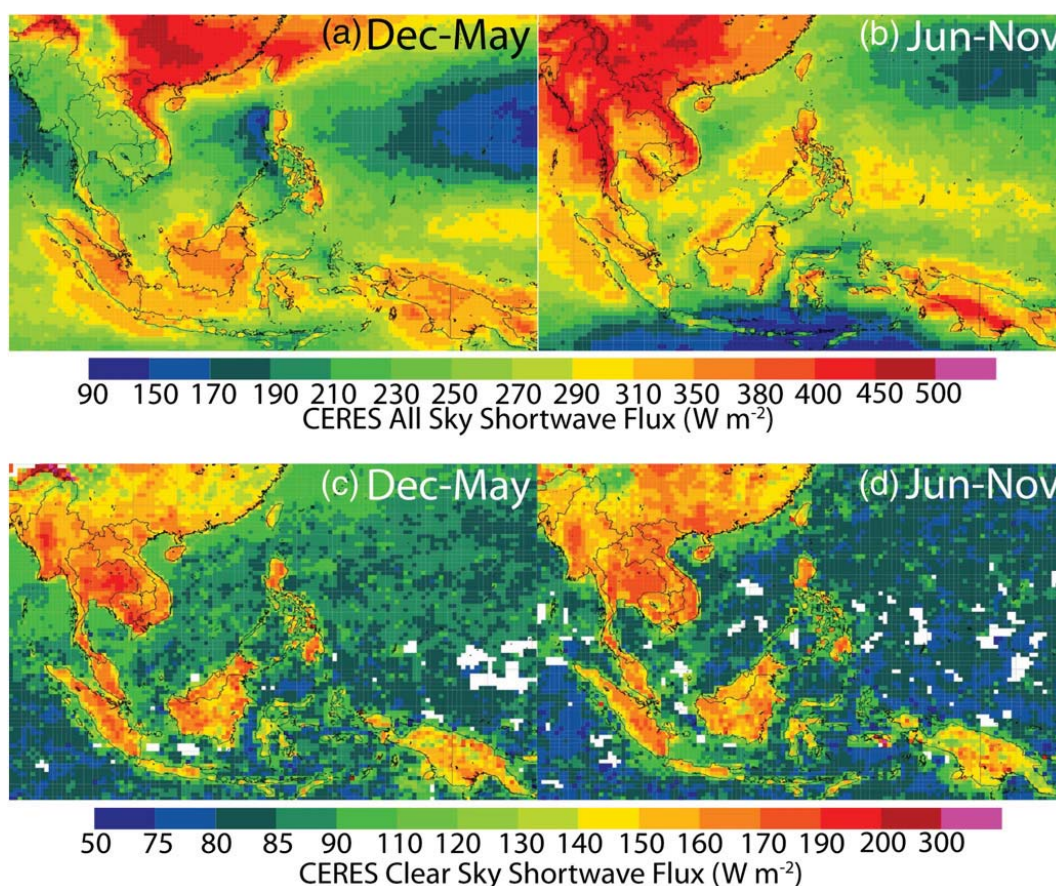 (a) Dec-May
(b) Jun-Nov
90 150 170 190 210 230 250 270 290 310 350 380 400 450 500
CERES All Sky Shortwave Flux (W m⁻²)
(c) Dec-May
(d) Jun-Nov
50 75 80 85 90 110 120 130 140 160 170 190 200 300
CERES Clear Sky Shortwave Flux (W m⁻²)